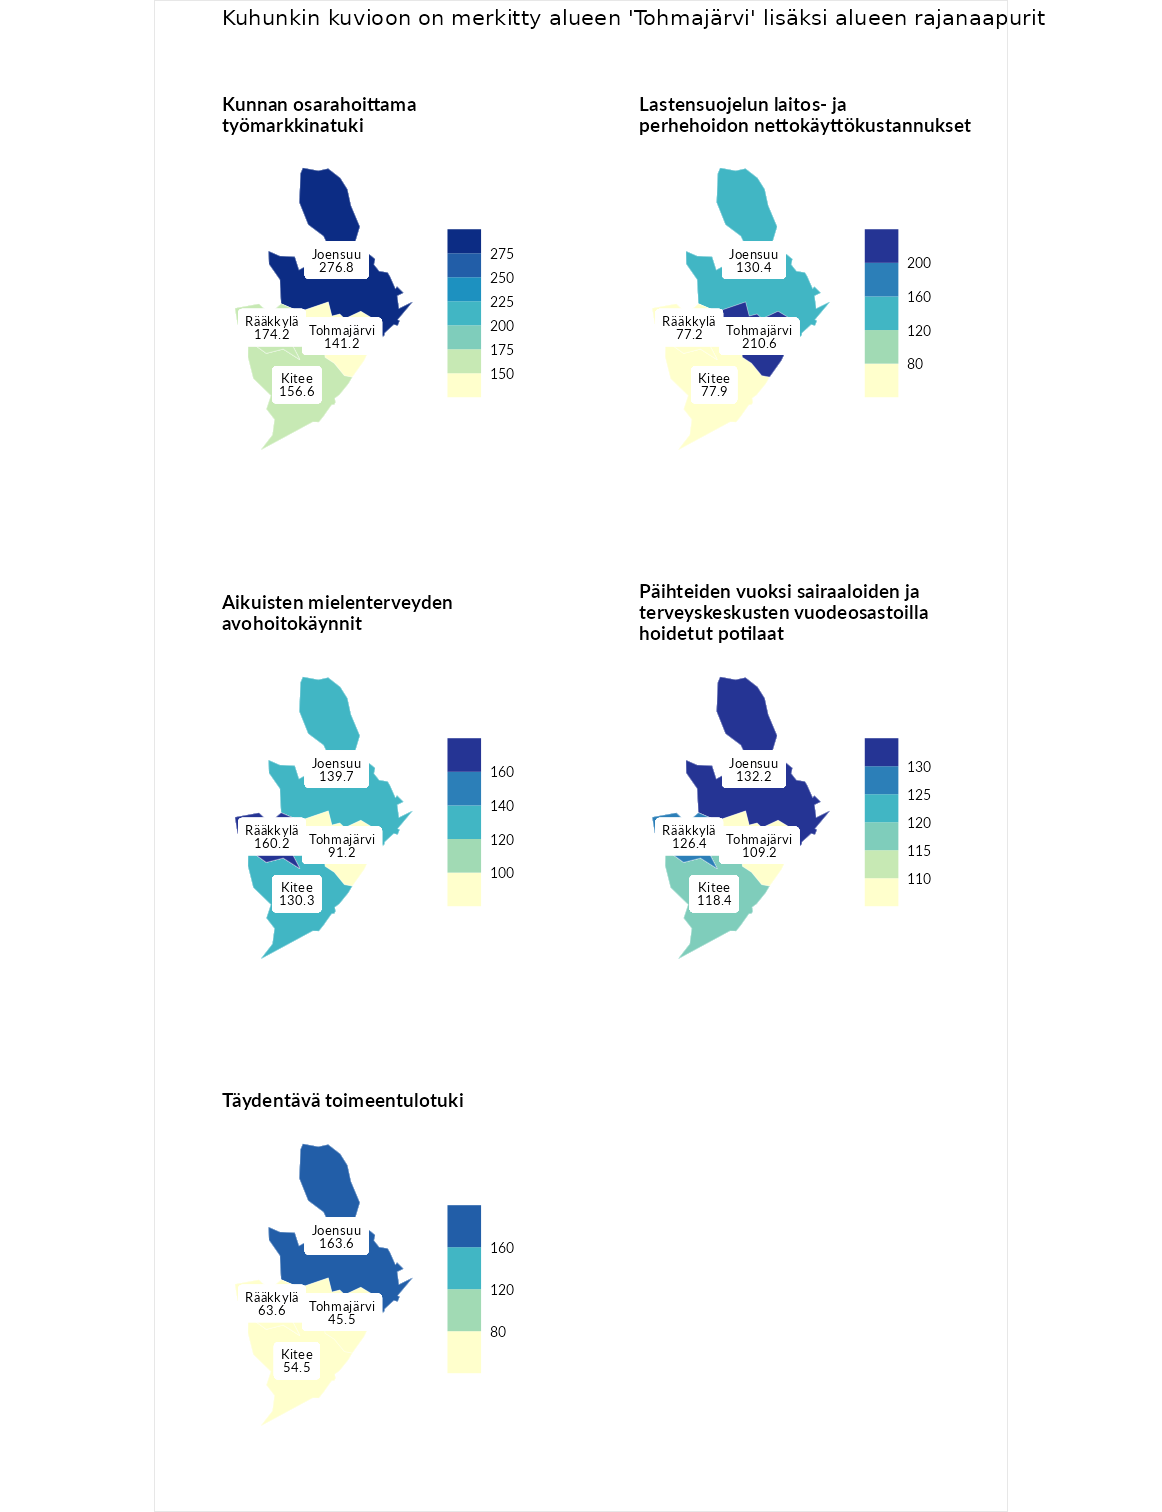 Kuhunkin kuvioon on merkitty alueen 'Tohmajärvi' lisäksi alueen rajanaapurit
Kunnan osarahoittama
työmarkkinatuki
Joensuu
276.8
Rääkkylä
174.2
Tohmajärvi
141.2
Kitee
156.6
275
250
225
200
175
150
Lastensuojelun laitos- ja
perhehoidon nettokäyttökustannukset
Joensuu
130.4
Rääkkylä
77.2
Tohmajärvi
210.6
Kitee
77.9
200
160
120
80
Aikuisten mielenterveyden
avohoitokäynnit
Joensuu
139.7
Rääkkylä
160.2
Tohmajärvi
91.2
Kitee
130.3
160
140
120
100
Päihteiden vuoksi sairaaloiden ja
terveyskeskusten vuodeosastoilla
hoidetut potilaat
Joensuu
132.2
Rääkkylä
126.4
Tohmajärvi
109.2
Kitee
118.4
130
125
120
115
110
Täydentävä toimeentulotuki
Joensuu
163.6
Rääkkylä
63.6
Tohmajärvi
45.5
Kitee
54.5
160
120
80